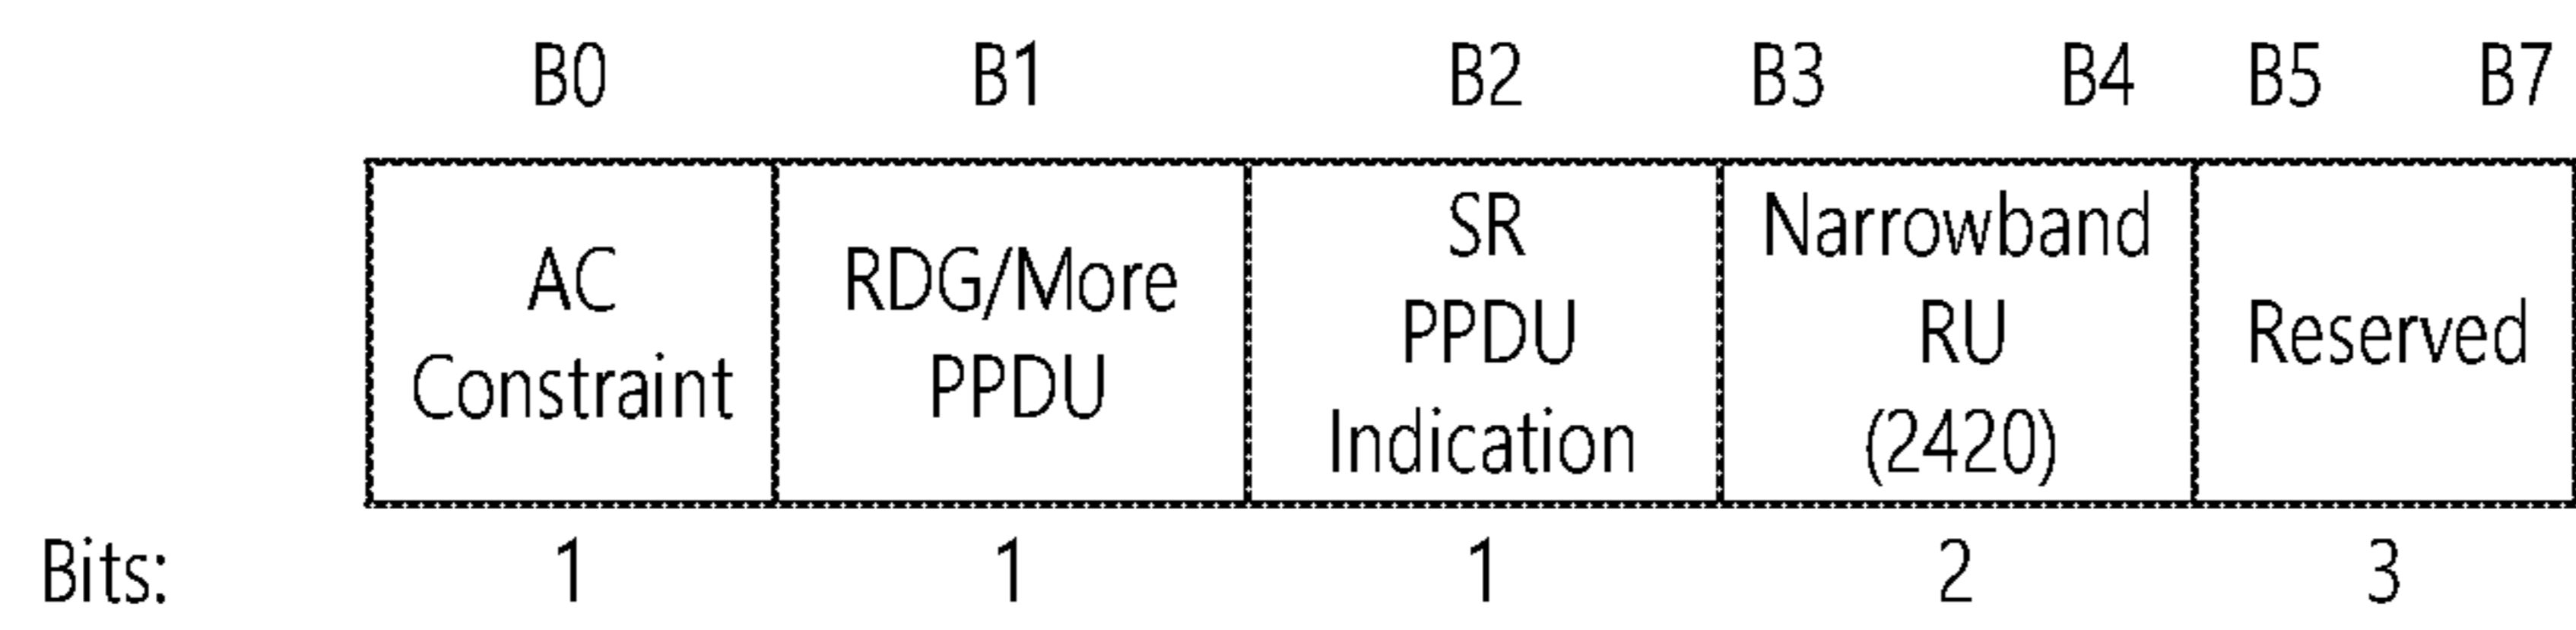 B0 B1 B2 B3 B4 B5 B7
AC
Constraint
RDG/More
PPDU
SR
PPDU
Indication
Narrowband
RU
(2420)
Reserved
Bits: 1 1 1 2 3